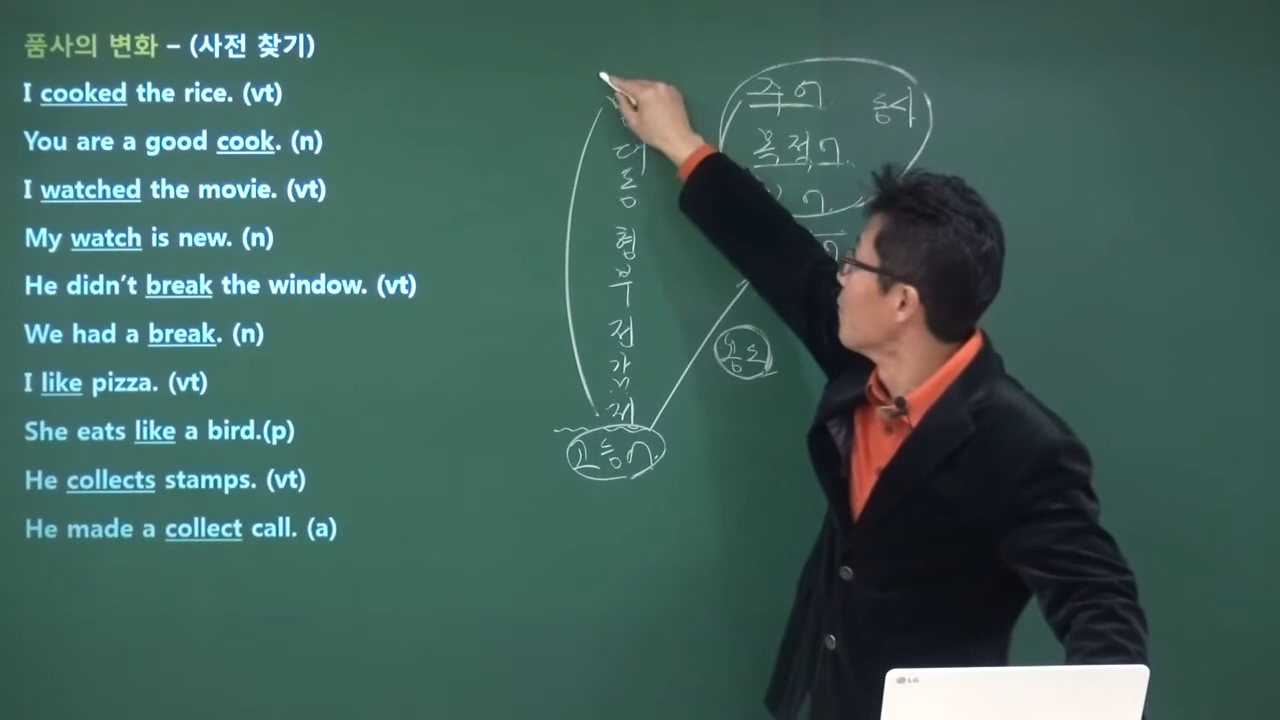 품사의 변화 – (사전 찾기)
I cooked the rice. (vt)
You are a good cook. (n)
I watched the movie. (vt)
My watch is new. (n)
He didn't break the window. (vt)
We had a break. (n)
I like pizza. (vt)
She eats like a bird.(p)
He collects stamps. (vt)
He made a collect call. (a)
대
동
형
부
전
감
접
주어
동사
목적어
어
LG